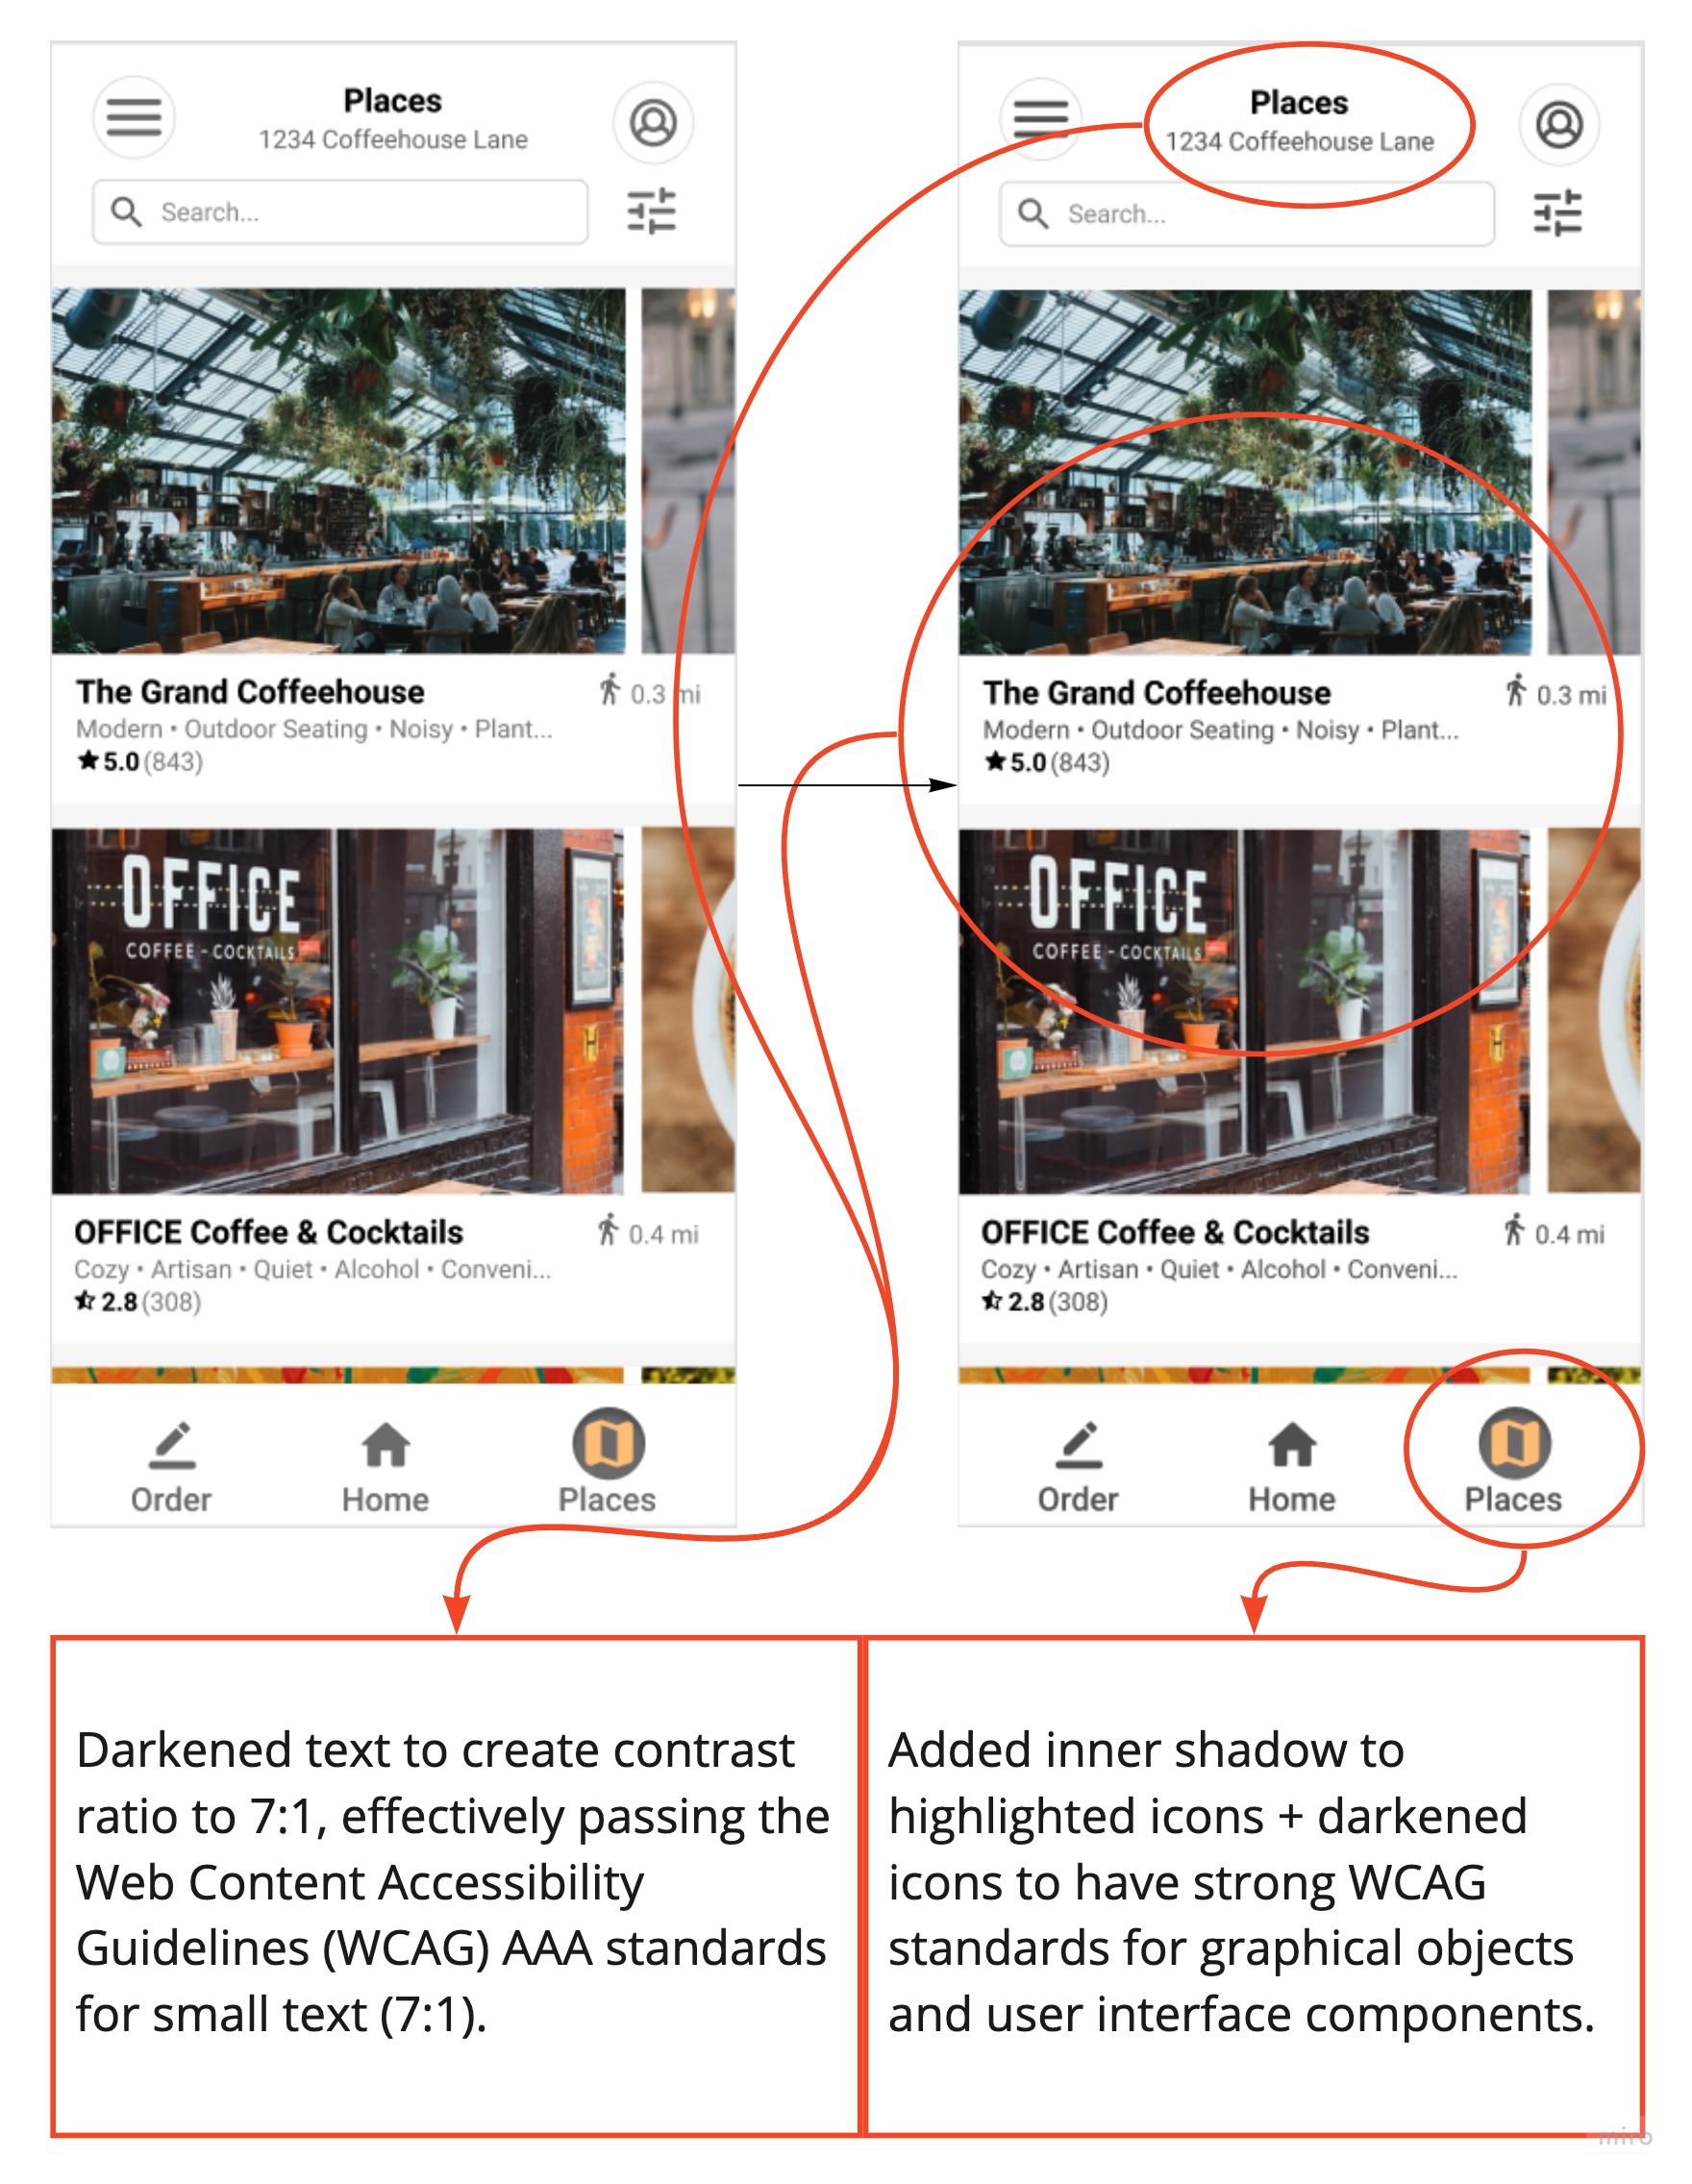 Places
1234 Coffeehouse Lane
Search...
The Grand Coffeehouse
0.3 mi
Modern • Outdoor Seating • Noisy • Plant...
5.0 (843)
OFFICE
COFFEE - COCKTAILS
OFFICE Coffee & Cocktails
0.4 mi
Cozy • Artisan • Quiet • Alcohol • Conveni...
2.8 (308)
Order
Home
Places
Places
1234 Coffeehouse Lane
Search...
The Grand Coffeehouse
0.3 mi
Modern • Outdoor Seating • Noisy • Plant...
5.0 (843)
OFFICE
COFFEE - COCKTAILS
OFFICE Coffee & Cocktails
0.4 mi
Cozy • Artisan • Quiet • Alcohol • Conveni...
2.8 (308)
Order
Home
Places
Darkened text to create contrast
ratio to 7:1, effectively passing the
Web Content Accessibility
Guidelines (WCAG) AAA standards
for small text (7:1).
Added inner shadow to
highlighted icons + darkened
icons to have strong WCAG
standards for graphical objects
and user interface components.
miro